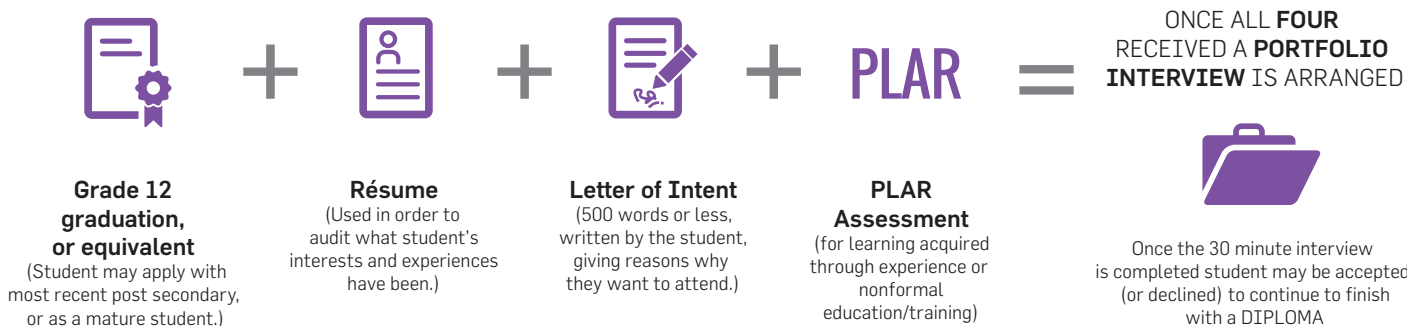 Grade 12
graduation,
or equivalent
(Student may apply with
most recent post secondary,
or as a mature student.)
Résume
(Used in order to
audit what student's
interests and experiences
have been.)
Letter of Intent
(500 words or less,
written by the student,
giving reasons why
they want to attend.)
PLAR
PLAR
Assessment
(for learning acquired
through experience or
nonformal
education/training)
ONCE ALL FOUR
RECEIVED A PORTFOLIO
INTERVIEW IS ARRANGED
Once the 30 minute interview
is completed student may be accepted
(or declined) to continue to finish
with a DIPLOMA